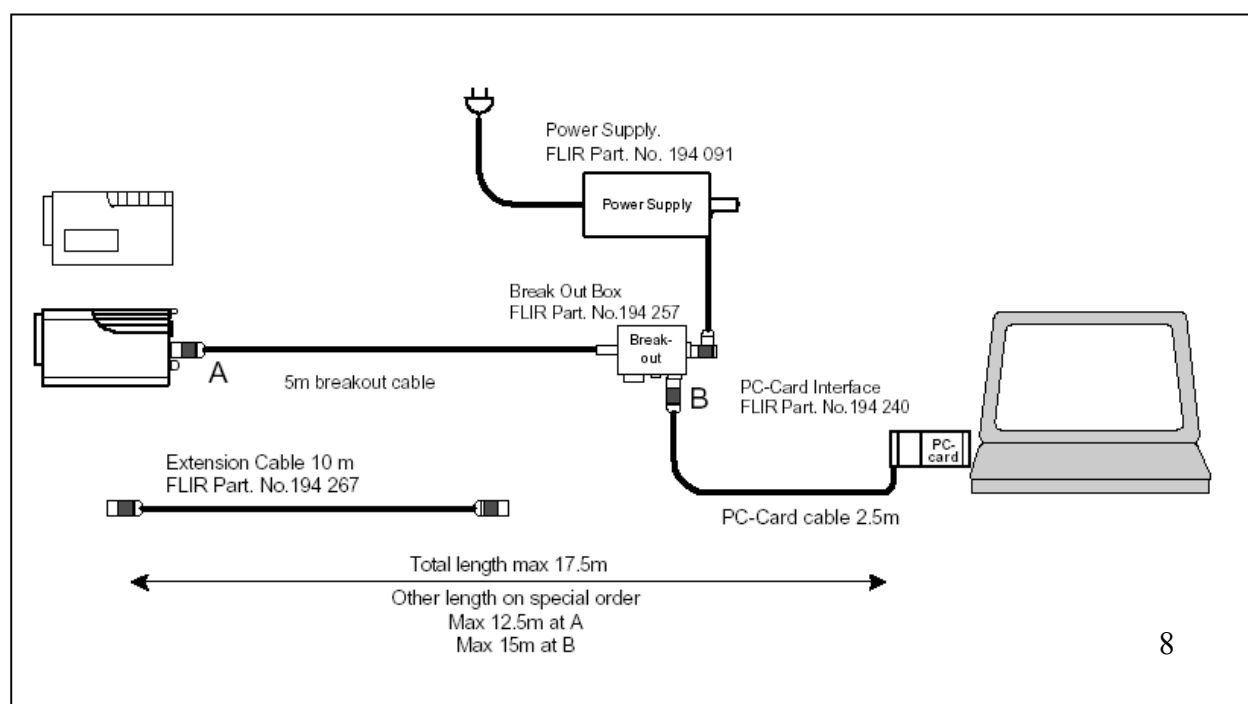 Power Supply.
FLIR Part. No. 194 091
Power Supply
Break Out Box
FLIR Part. No.194 257
Break-
out
A
5m breakout cable
B
PC-Card Interface
FLIR Part. No.194 240
PC-
card
Extension Cable 10 m
FLIR Part. No.194 267
PC-Card cable 2.5m
Total length max 17.5m
Other length on special order
Max 12.5m at A
Max 15m at B
8